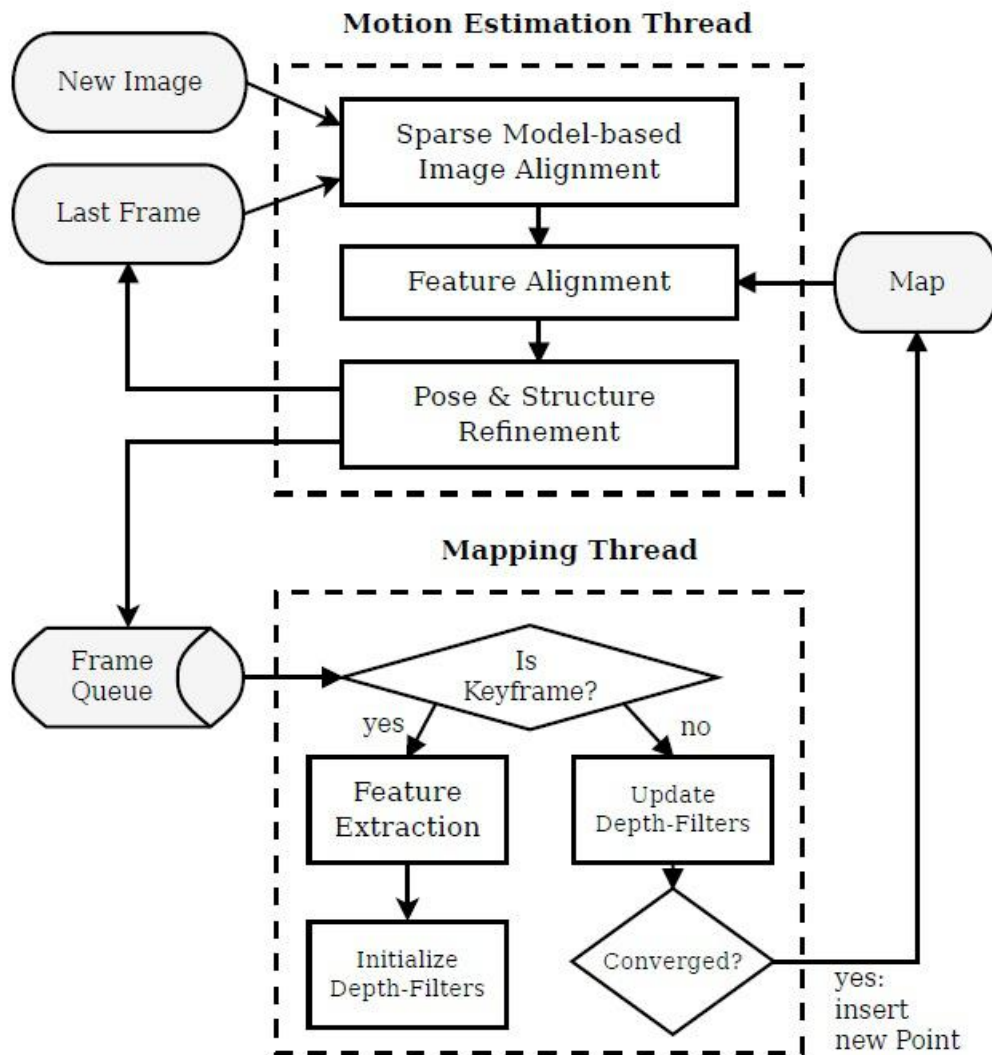 Motion Estimation Thread
New Image
Sparse Model-based
Image Alignment
Last Frame
Feature Alignment
Map
Pose & Structure
Refinement
Mapping Thread
Frame
Queue
Is
Keyframe?
yes
no
Feature
Extraction
Update
Depth-Filters
Initialize
Depth-Filters
Converged?
yes:
insert
new Point